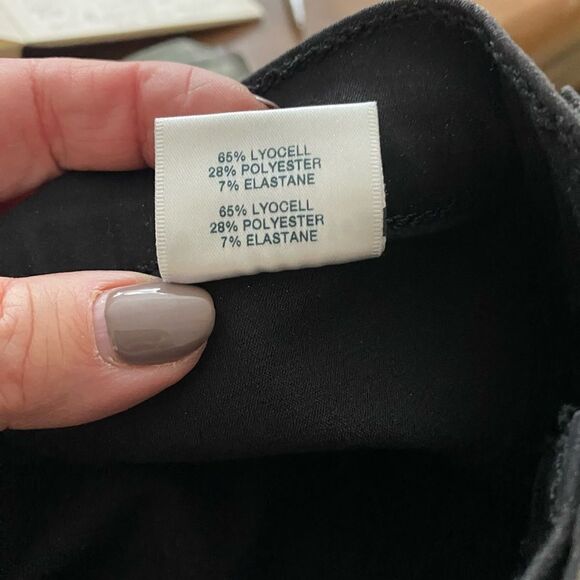 65% LYOCELL
28% POLYESTER
7% ELASTANE
65% LYOCELL
28% POLYESTER
7% ELASTANE